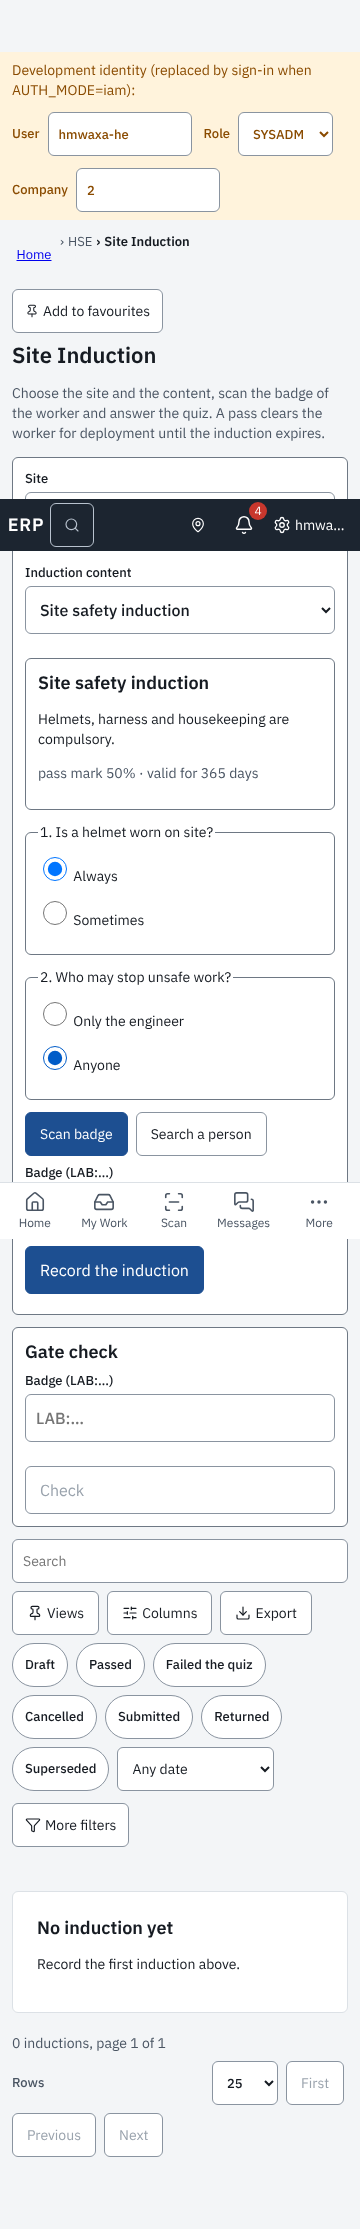 Development identity (replaced by sign-in when
AUTH_MODE=iam):
User hmwaxa-he Role SYSADM
Company 2
Home › HSE › Site Induction
Add to favourites
Site Induction
Choose the site and the content, scan the badge of
the worker and answer the quiz. A pass clears the
worker for deployment until the induction expires.
Site
ERP 4 hmwa...
Induction content
Site safety induction
Site safety induction
Helmets, harness and housekeeping are
compulsory.
pass mark 50% · valid for 365 days
1. Is a helmet worn on site?
Always
Sometimes
2. Who may stop unsafe work?
Only the engineer
Anyone
Scan badge Search a person
Badge (LAB:...)
Home My Work Scan Messages More
Record the induction
Gate check
Badge (LAB:...)
LAB:...
Check
Search
Views Columns Export
Draft Passed Failed the quiz
Cancelled Submitted Returned
Superseded Any date
More filters
No induction yet
Record the first induction above.
0 inductions, page 1 of 1
Rows 25 First
Previous Next